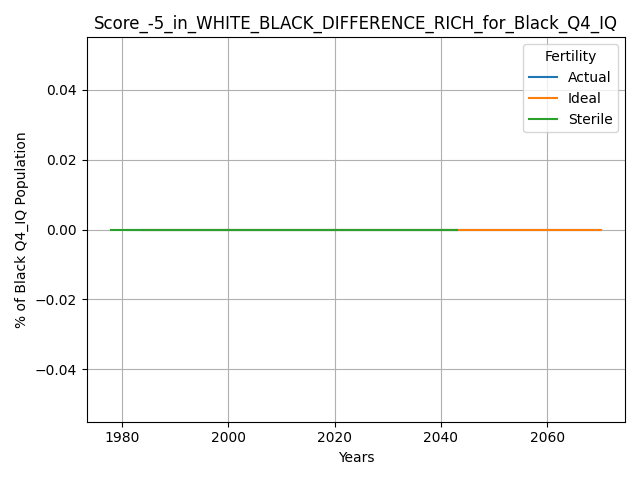 Score_-5_in_WHITE_BLACK_DIFFERENCE_RICH_for_Black_Q4_IQ
Fertility
Actual
Ideal
Sterile
% of Black Q4_IQ Population
0.04
0.02
0.00
−0.02
−0.04
1980 2000 2020 2040 2060
Years